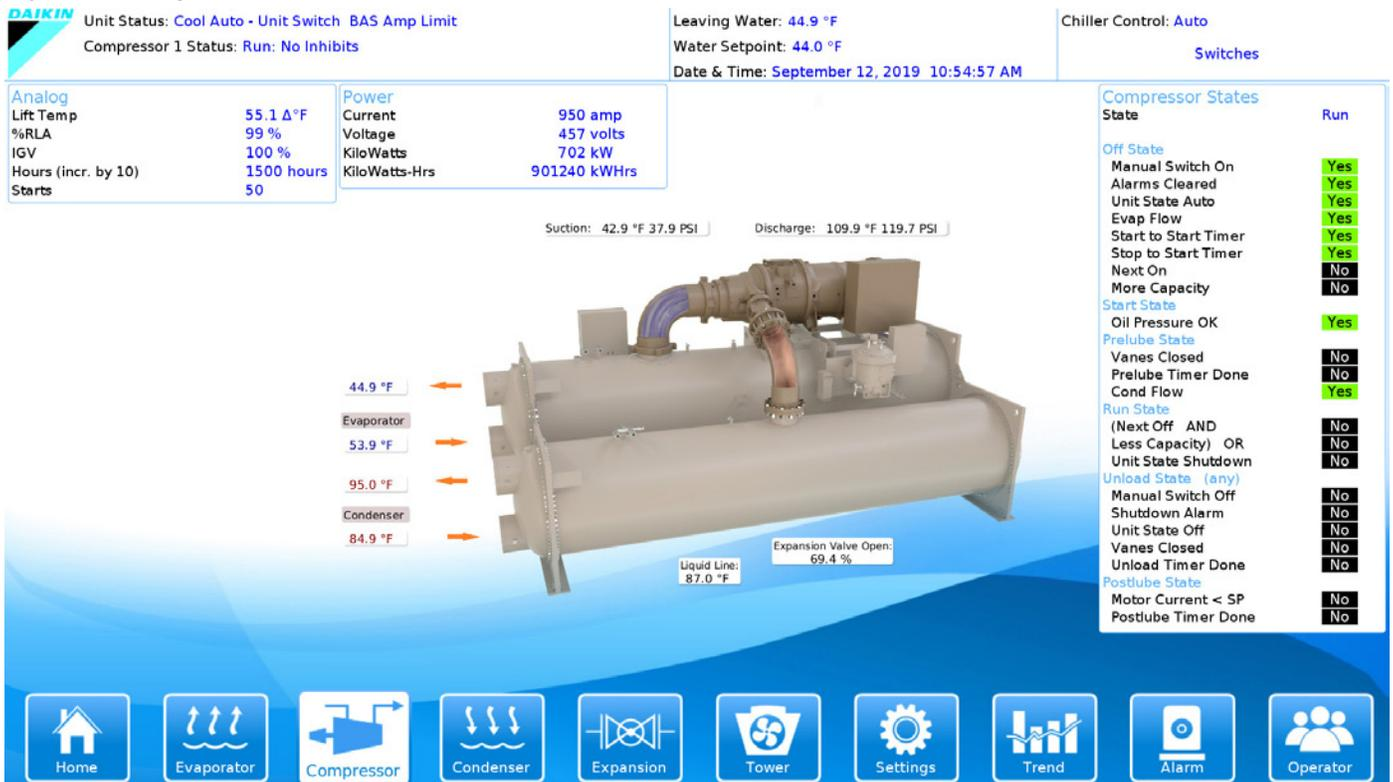 DAIKIN
Unit Status: Cool Auto - Unit Switch BAS Amp Limit
Compressor 1 Status: Run: No Inhibits
Leaving Water: 44.9 °F
Water Setpoint: 44.0 °F
Date & Time: September 12, 2019 10:54:57 AM
Chiller Control: Auto
Switches
Analog
Lift Temp 55.1 Δ°F
%RLA 99 %
IGV 100 %
Hours (incr. by 10) 1500 hours
Starts 50
Power
Current 950 amp
Voltage 457 volts
KiloWatts 702 kW
KiloWatts-Hrs 901240 kWHrs
Suction: 42.9 °F 37.9 PSI
Discharge: 109.9 °F 119.7 PSI
44.9 °F
Evaporator
53.9 °F
95.0 °F
Condenser
84.9 °F
Liquid Line:
87.0 °F
Expansion Valve Open:
69.4 %
Compressor States
State Run
Off State
Manual Switch On Yes
Alarms Cleared Yes
Unit State Auto Yes
Evap Flow Yes
Start to Start Timer Yes
Stop to Start Timer Yes
Next On No
More Capacity No
Start State
Oil Pressure OK Yes
Prelube State
Vanes Closed No
Prelube Timer Done No
Cond Flow Yes
Run State
(Next Off AND No
Less Capacity) OR No
Unit State Shutdown No
Unload State (any)
Manual Switch Off No
Shutdown Alarm No
Unit State Off No
Vanes Closed No
Unload Timer Done No
Postlube State
Motor Current < SP No
Postlube Timer Done No
Home
Evaporator
Compressor
Condenser
Expansion
Tower
Settings
Trend
Alarm
Operator